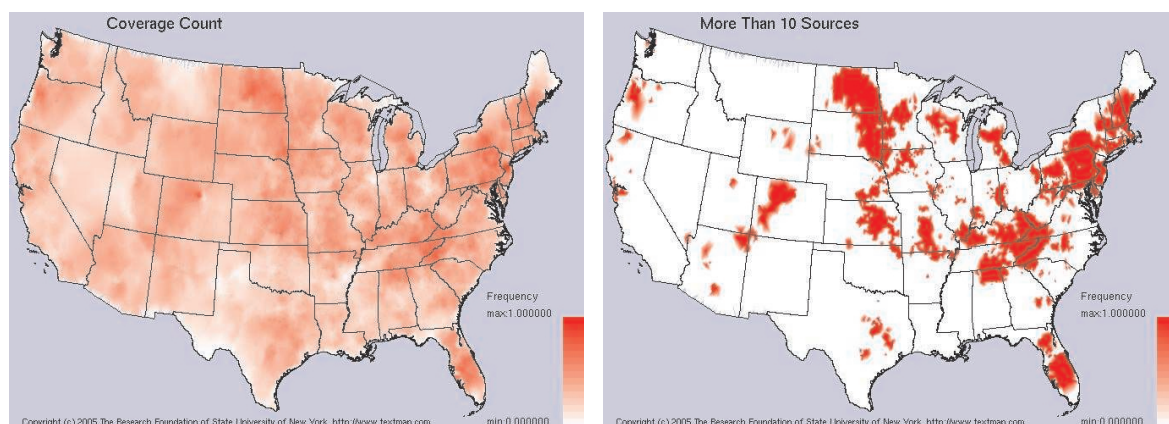 Coverage Count
Frequency
max:1.000000
Copyright (c) 2005 The Research Foundation of State University of New York. http://www.textmap.com
min:0.000000
More Than 10 Sources
Frequency
max:1.000000
Copyright (c) 2005 The Research Foundation of State University of New York. http://www.textmap.com
min:0.000000